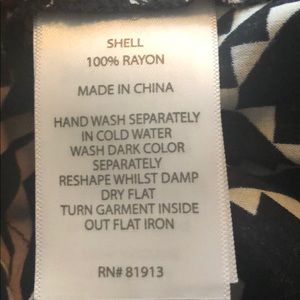 SHELL
100% RAYON
MADE IN CHINA
HAND WASH SEPARATELY
IN COLD WATER
WASH DARK COLOR
SEPARATELY
RESHAPE WHILST DAMP
DRY FLAT
TURN GARMENT INSIDE
OUT FLAT IRON
RN# 81913